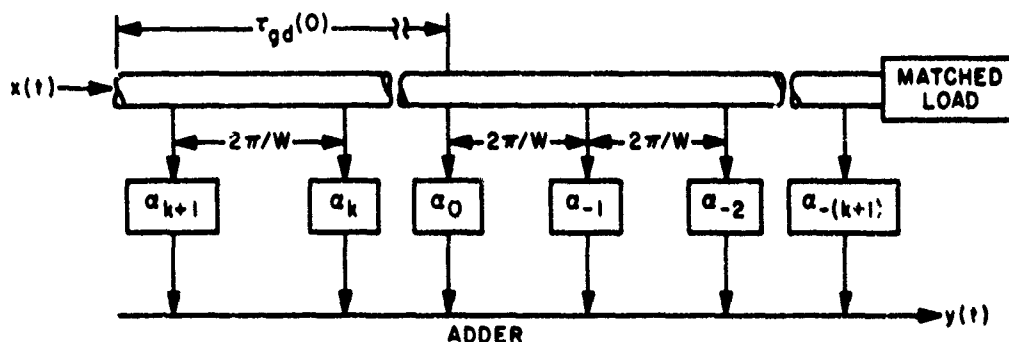 τgd(0)
x(t)
MATCHED
LOAD
2π/W
2π/W
2π/W
αk+1
αk
α0
α-1
α-2
α-(k+1)
y(t)
ADDER